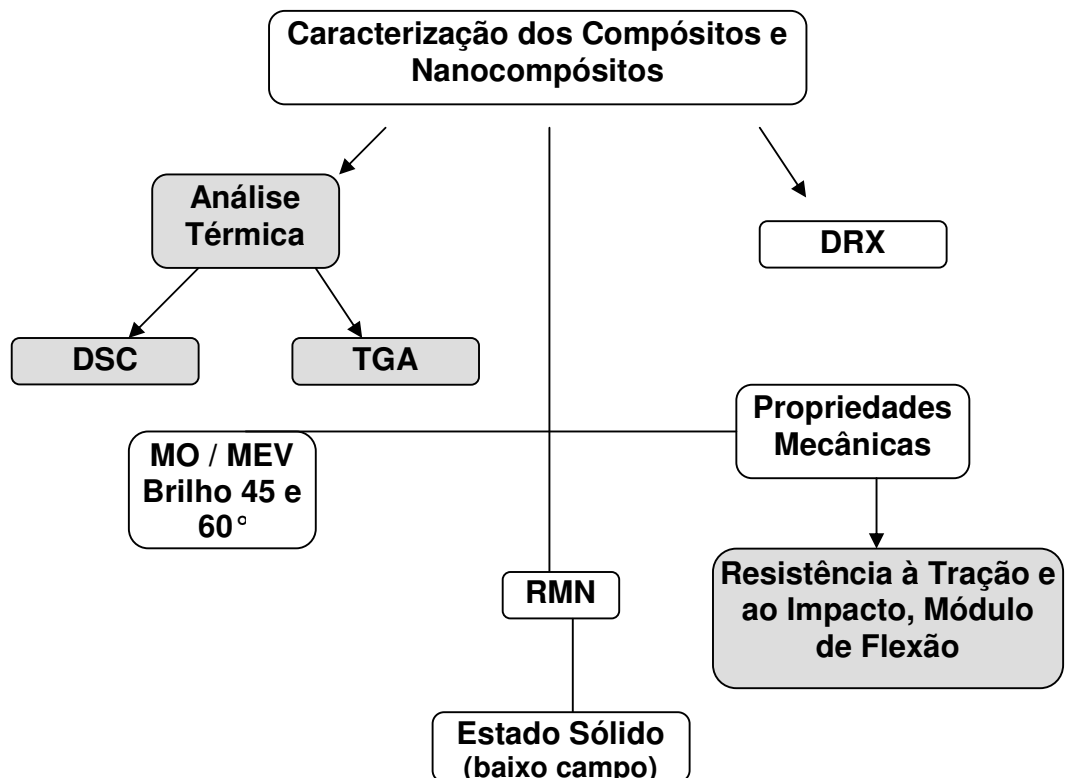 Caracterização dos Compósitos e
Nanocompósitos
Análise
Térmica
DRX
DSC
TGA
Propriedades
Mecânicas
MO / MEV
Brilho 45 e
60°
Resistência à Tração e
ao Impacto, Módulo
de Flexão
RMN
Estado Sólido
(baixo campo)